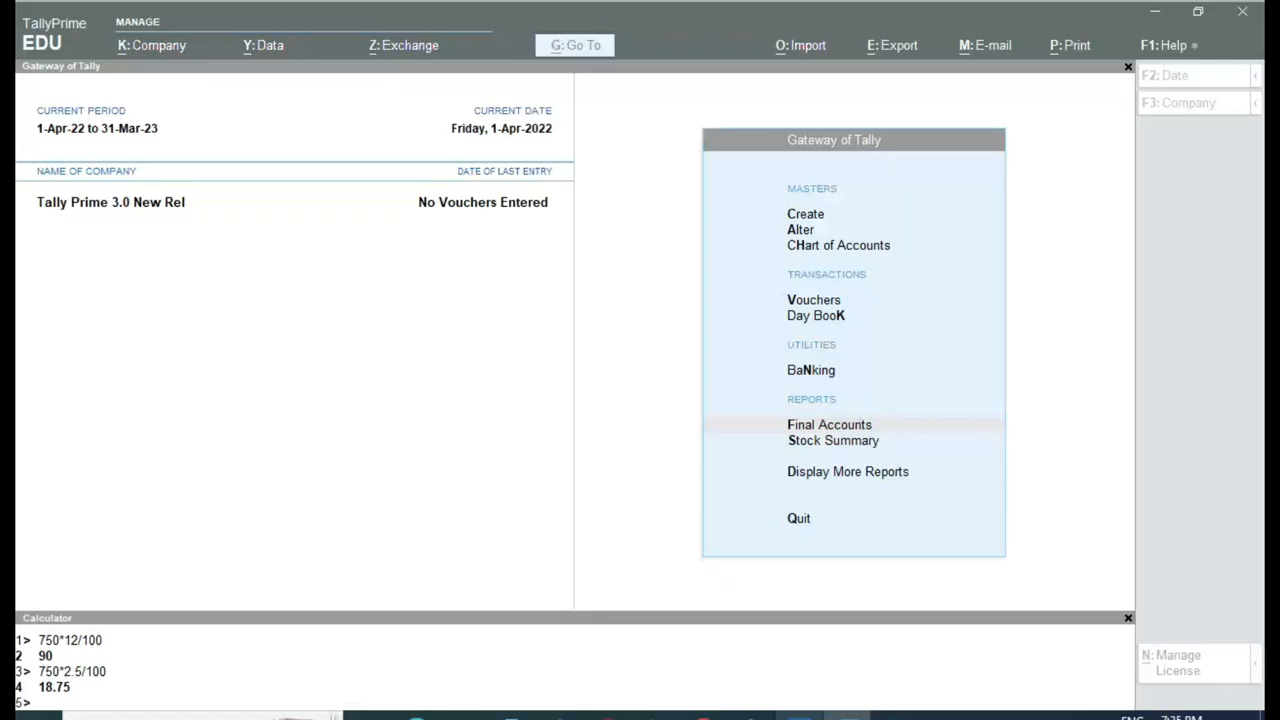 TallyPrime
EDU
MANAGE
K: Company
Y: Data
Z: Exchange
G: Go To
O: Import
E: Export
M: E-mail
P: Print
F1: Help
Gateway of Tally
F2: Date
F3: Company
CURRENT PERIOD
CURRENT DATE
1-Apr-22 to 31-Mar-23
Friday, 1-Apr-2022
NAME OF COMPANY
DATE OF LAST ENTRY
Tally Prime 3.0 New Rel
No Vouchers Entered
Gateway of Tally
MASTERS
Create
Alter
CHart of Accounts
TRANSACTIONS
Vouchers
Day BooK
UTILITIES
BaNking
REPORTS
Final Accounts
Stock Summary
Display More Reports
Quit
Calculator
1> 750*12/100
2 90
3> 750*2.5/100
4 18.75
5>
N: Manage
License
ENG
7:25 PM